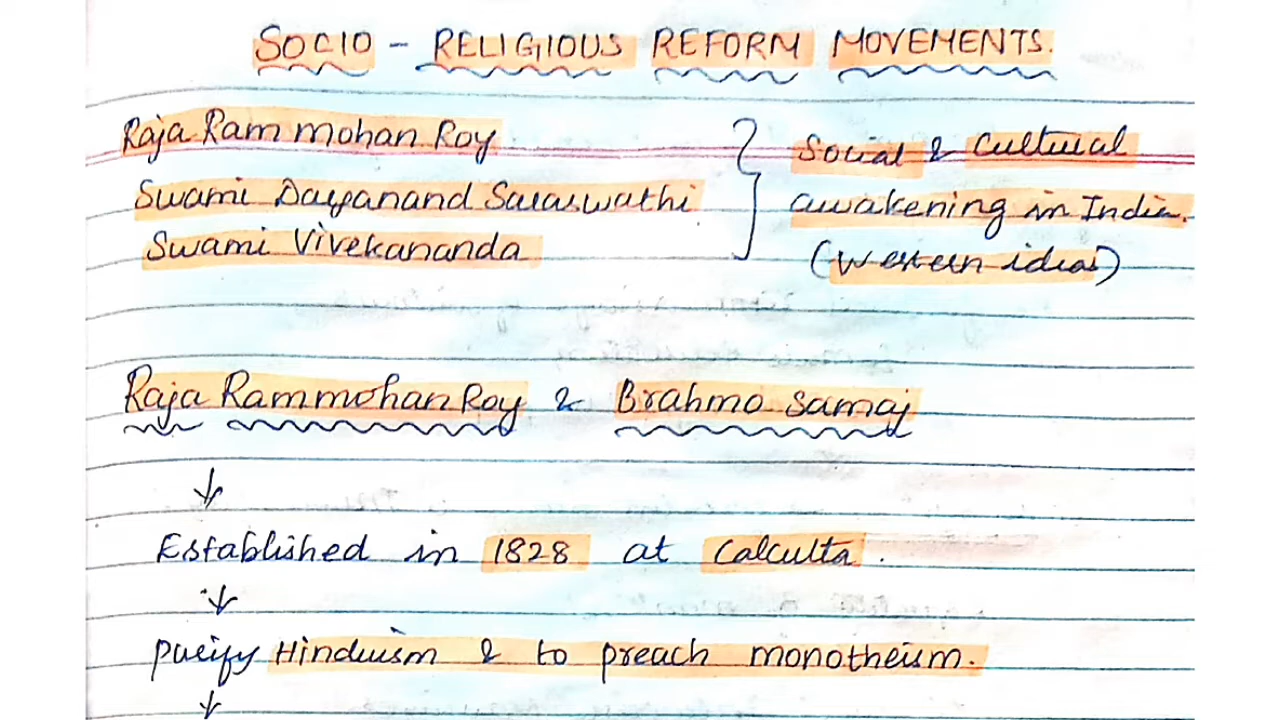 SOCIO - RELIGIOUS REFORM MOVEMENTS.
Raja Ram mohan Roy
Swami Dayanand Saraswathi
Swami Vivekananda
Social & Cultural
awakening in India.
(Western ideas)
Raja Rammohan Roy & Brahmo Samaj
↓
Established in 1828 at Calculta.
↓
purify Hinduism & to preach monotheism.
↓